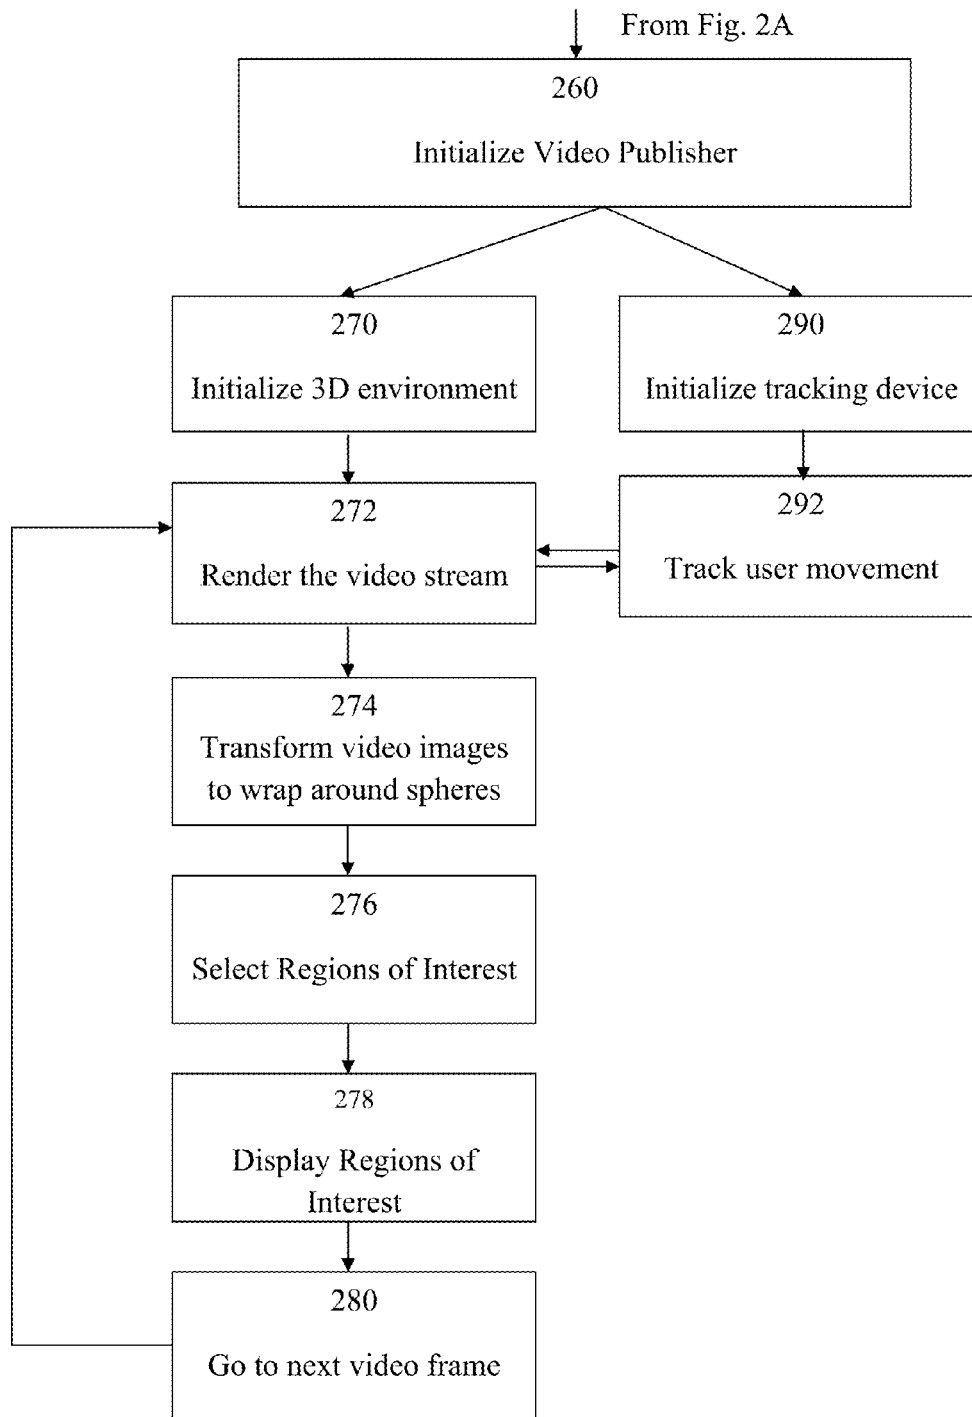 From Fig. 2A
260
Initialize Video Publisher
270
Initialize 3D environment
290
Initialize tracking device
272
Render the video stream
292
Track user movement
274
Transform video images
to wrap around spheres
276
Select Regions of Interest
278
Display Regions of
Interest
280
Go to next video frame